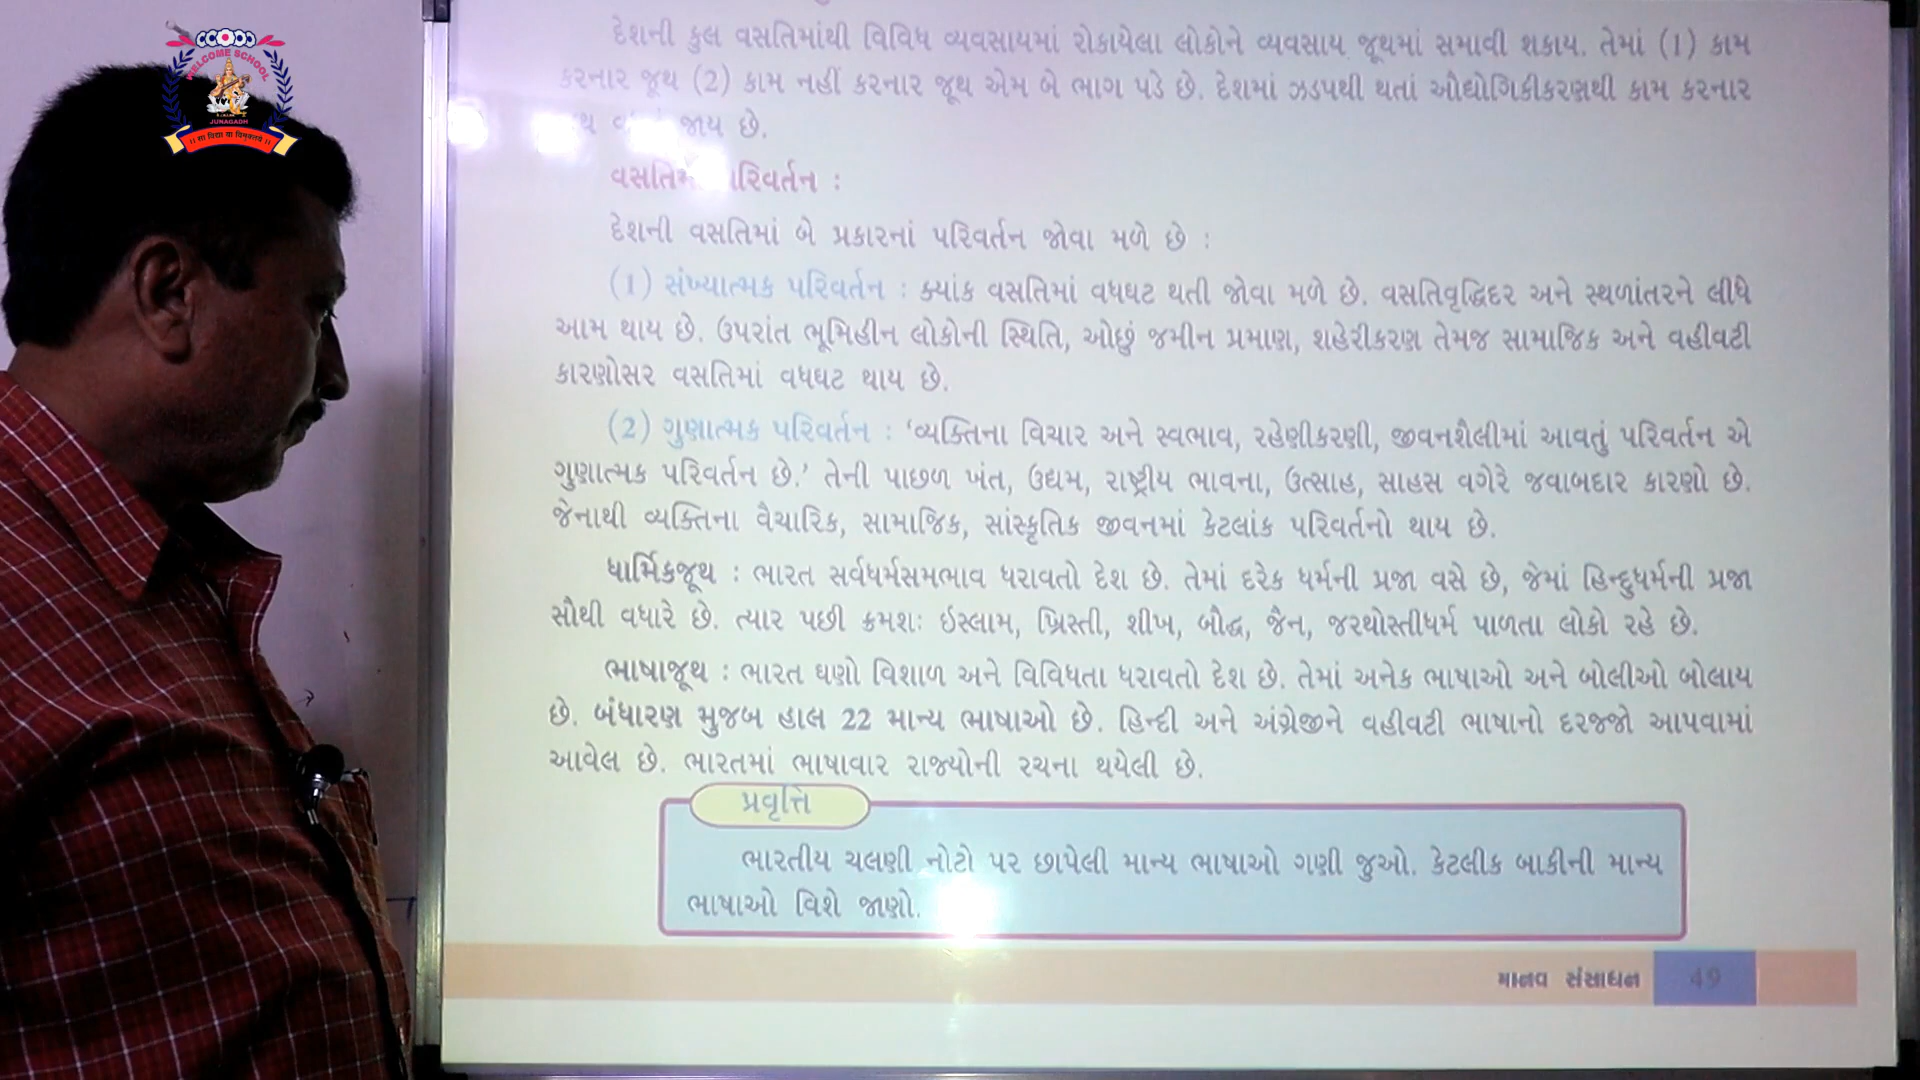 WELCOME SCHOOL
JUNAGADH
।। सा विद्या या विमुक्तये ।।
દેશની કુલ વસતિમાંથી વિવિધ વ્યવસાયમાં રોકાયેલા લોકોને વ્યવસાય જૂથમાં સમાવી શકાય. તેમાં (1) કામ
કરનાર જૂથ (2) કામ નહીં કરનાર જૂથ એમ બે ભાગ પડે છે. દેશમાં ઝડપથી થતાં ઔદ્યોગિકીકરણથી કામ કરનાર
જાય છે.
દેશની વસતિમાં બે પ્રકારનાં પરિવર્તન જોવા મળે છે :
(1) સંખ્યાત્મક પરિવર્તન : ક્યાંક વસતિમાં વધઘટ થતી જોવા મળે છે. વસતિવૃદ્ધિદર અને સ્થળાંતરને લીધે
આમ થાય છે. ઉપરાંત ભૂમિહીન લોકોની સ્થિતિ, ઓછું જમીન પ્રમાણ, શહેરીકરણ તેમજ સામાજિક અને વહીવટી
કારણોસર વસતિમાં વધઘટ થાય છે.
(2) ગુણાત્મક પરિવર્તન : ‘વ્યક્તિના વિચાર અને સ્વભાવ, રહેણીકરણી, જીવનશૈલીમાં આવતું પરિવર્તન એ
ગુણાત્મક પરિવર્તન છે.’ તેની પાછળ ખંત, ઉદ્યમ, રાષ્ટ્રીય ભાવના, ઉત્સાહ, સાહસ વગેરે જવાબદાર કારણો છે.
જેનાથી વ્યક્તિના વૈચારિક, સામાજિક, સાંસ્કૃતિક જીવનમાં કેટલાંક પરિવર્તનો થાય છે.
ધાર્મિકજૂથ : ભારત સર્વધર્મસમભાવ ધરાવતો દેશ છે. તેમાં દરેક ધર્મની પ્રજા વસે છે, જેમાં હિન્દુધર્મની પ્રજા
સૌથી વધારે છે. ત્યાર પછી ક્રમશઃ ઇસ્લામ, ખ્રિસ્તી, શીખ, બૌદ્ધ, જૈન, જરથોસ્તીધર્મ પાળતા લોકો રહે છે.
ભાષાજૂથ : ભારત ઘણો વિશાળ અને વિવિધતા ધરાવતો દેશ છે. તેમાં અનેક ભાષાઓ અને બોલીઓ બોલાય
છે. બંધારણ મુજબ હાલ 22 માન્ય ભાષાઓ છે. હિન્દી અને અંગ્રેજીને વહીવટી ભાષાનો દરજ્જો આપવામાં
આવેલ છે. ભારતમાં ભાષાવાર રાજ્યોની રચના થયેલી છે.
પ્રવૃત્તિ
ભારતીય ચલણી નોટો પર છાપેલી માન્ય ભાષાઓ ગણી જુઓ. કેટલીક બાકીની માન્ય
ભાષાઓ વિશે જાણો.
માનવ સંસાધન 49